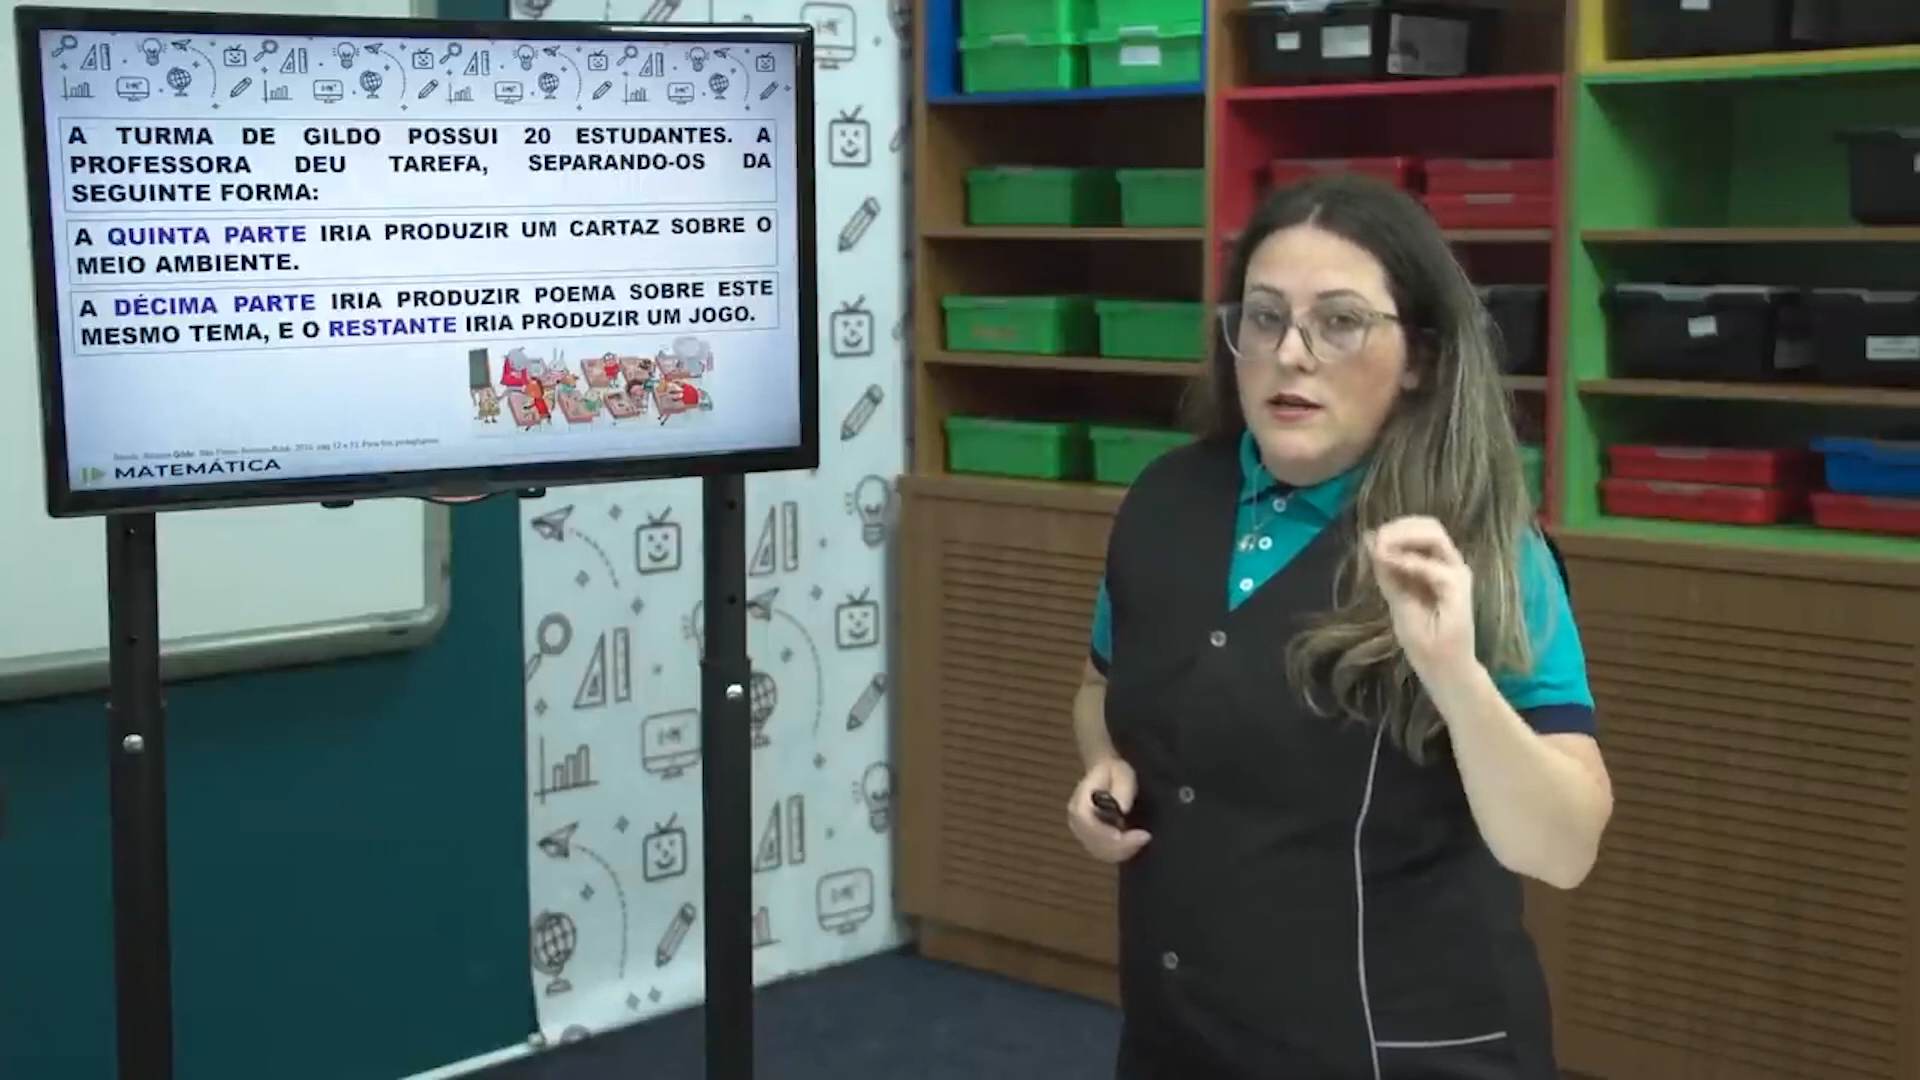 A TURMA DE GILDO POSSUI 20 ESTUDANTES. A
PROFESSORA DEU TAREFA, SEPARANDO-OS DA
SEGUINTE FORMA:
A QUINTA PARTE IRIA PRODUZIR UM CARTAZ SOBRE O
MEIO AMBIENTE.
A DÉCIMA PARTE IRIA PRODUZIR POEMA SOBRE ESTE
MESMO TEMA, E O RESTANTE IRIA PRODUZIR UM JOGO.
MATEMÁTICA